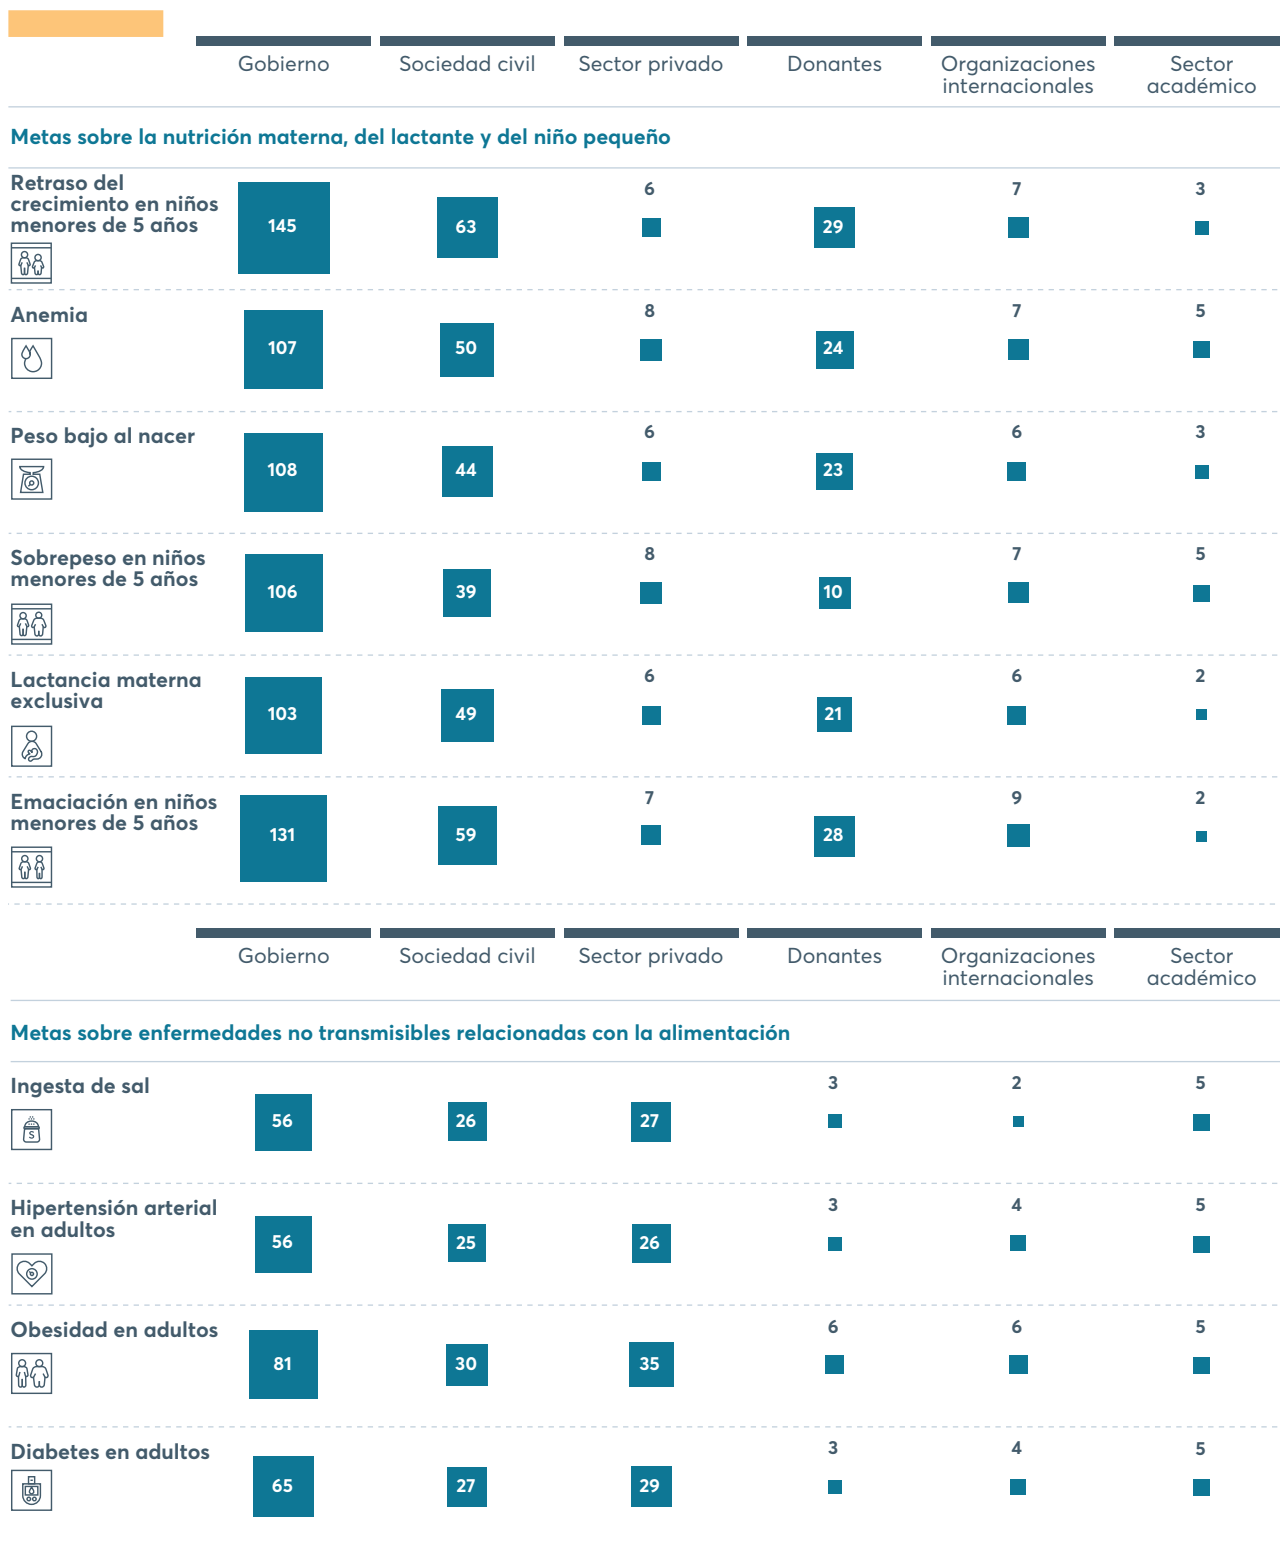 Gobierno Sociedad civil Sector privado Donantes Organizaciones internacionales Sector académico
Metas sobre la nutrición materna, del lactante y del niño pequeño
Retraso del
crecimiento en niños
menores de 5 años
145 63 6 29 7 3
Anemia
107 50 8 24 7 5
Peso bajo al nacer
108 44 6 23 6 3
Sobrepeso en niños
menores de 5 años
106 39 8 10 7 5
Lactancia materna
exclusiva
103 49 6 21 6 2
Emaciación en niños
menores de 5 años
131 59 7 28 9 2
Gobierno Sociedad civil Sector privado Donantes Organizaciones internacionales Sector académico
Metas sobre enfermedades no transmisibles relacionadas con la alimentación
Ingesta de sal
S
56 26 27 3 2 5
Hipertensión arterial
en adultos
56 25 26 3 4 5
Obesidad en adultos
81 30 35 6 6 5
Diabetes en adultos
65 27 29 3 4 5